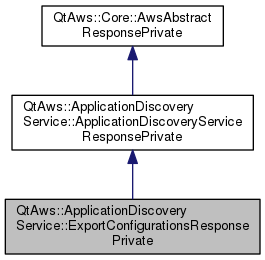 QtAws::Core::AwsAbstract
ResponsePrivate
QtAws::ApplicationDiscovery
Service::ApplicationDiscoveryService
ResponsePrivate
QtAws::ApplicationDiscovery
Service::ExportConfigurationsResponse
Private